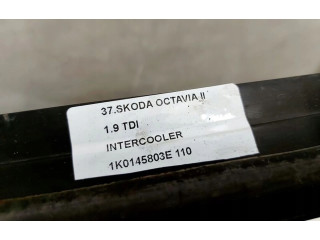 37.SKODA OCTAVIA II
1.9 TDI
INTERCOOLER
1K0145803E 110